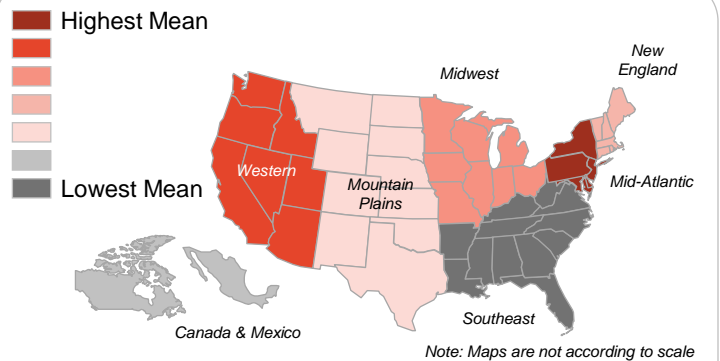 Highest Mean
Lowest Mean
New
England
Midwest
Western
Mountain
Plains
Mid-Atlantic
Southeast
Canada & Mexico
Note: Maps are not according to scale